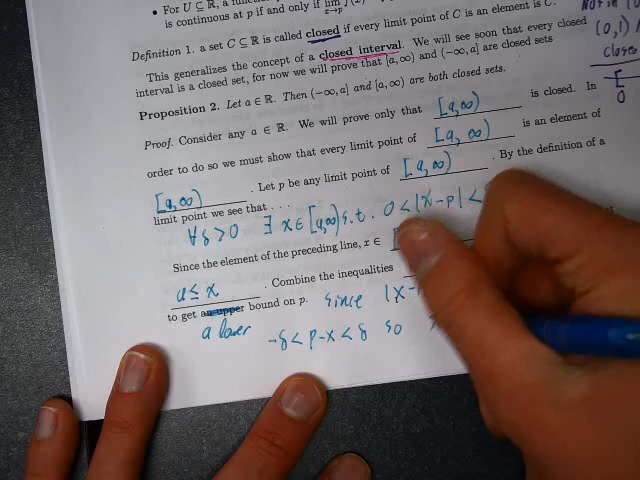 • For U ⊆ ℝ, a
is continuous at p if and only if lim
x→p
Definition 1. a set C ⊆ ℝ is called closed if every limit point of C is an element is C.
This generalizes the concept of a closed interval. We will see soon that every closed
interval is a closed set, for now we will prove that [a, ∞) and (−∞, a] are closed sets
Proposition 2. Let a ∈ ℝ. Then (−∞, a] and [a, ∞) are both closed sets.
Proof. Consider any a ∈ ℝ. We will prove only that [a,∞) is closed. In
order to do so we must show that every limit point of [a,∞) is an element of
[a,∞). Let p be any limit point of [a,∞). By the definition of a
limit point we see that . . .
∀ δ>0 ∃ x∈[a,∞) s.t. 0<|x-p|<
Since the element of the preceding line, x ∈ [
a≤x. Combine the inequalities
to get an upper bound on p. since |x-
a lower -δ<p-x<δ so
(0,1)
closed
[
0